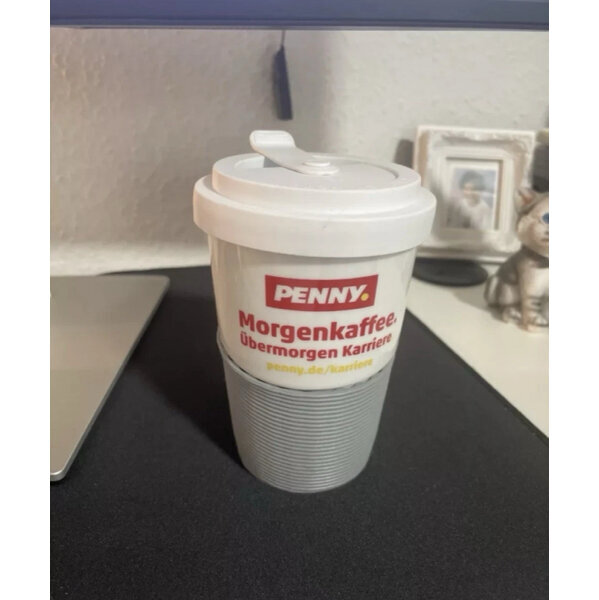 PENNY.
Morgenkaffee.
Übermorgen Karriere.
penny.de/karriere